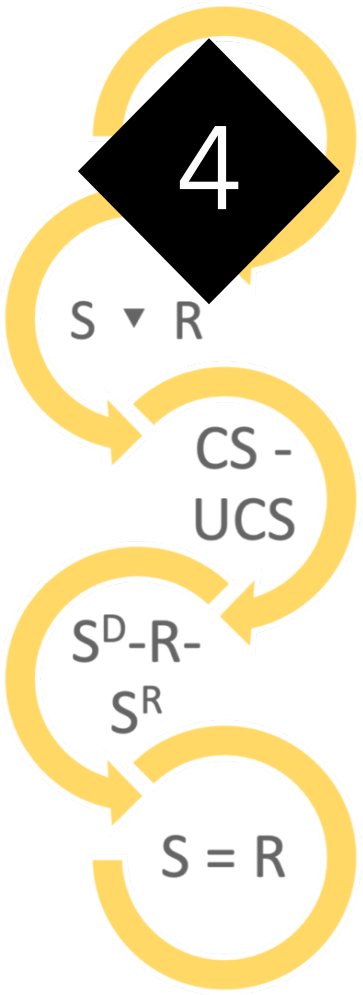 4
S ▼ R
CS -
UCS
Sᴰ-R-
Sᴿ
S = R